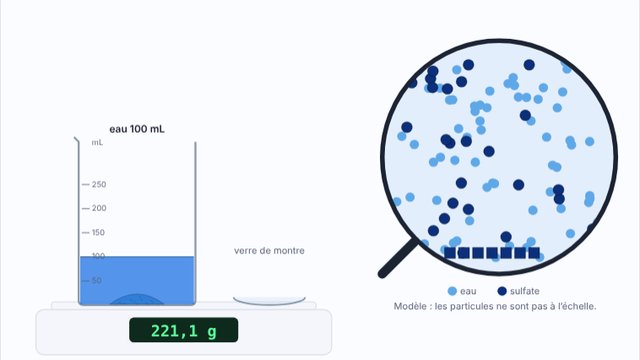 eau 100 mL
mL
250
200
150
100
50
verre de montre
221,1 g
eau
sulfate
Modèle : les particules ne sont pas à l'échelle.